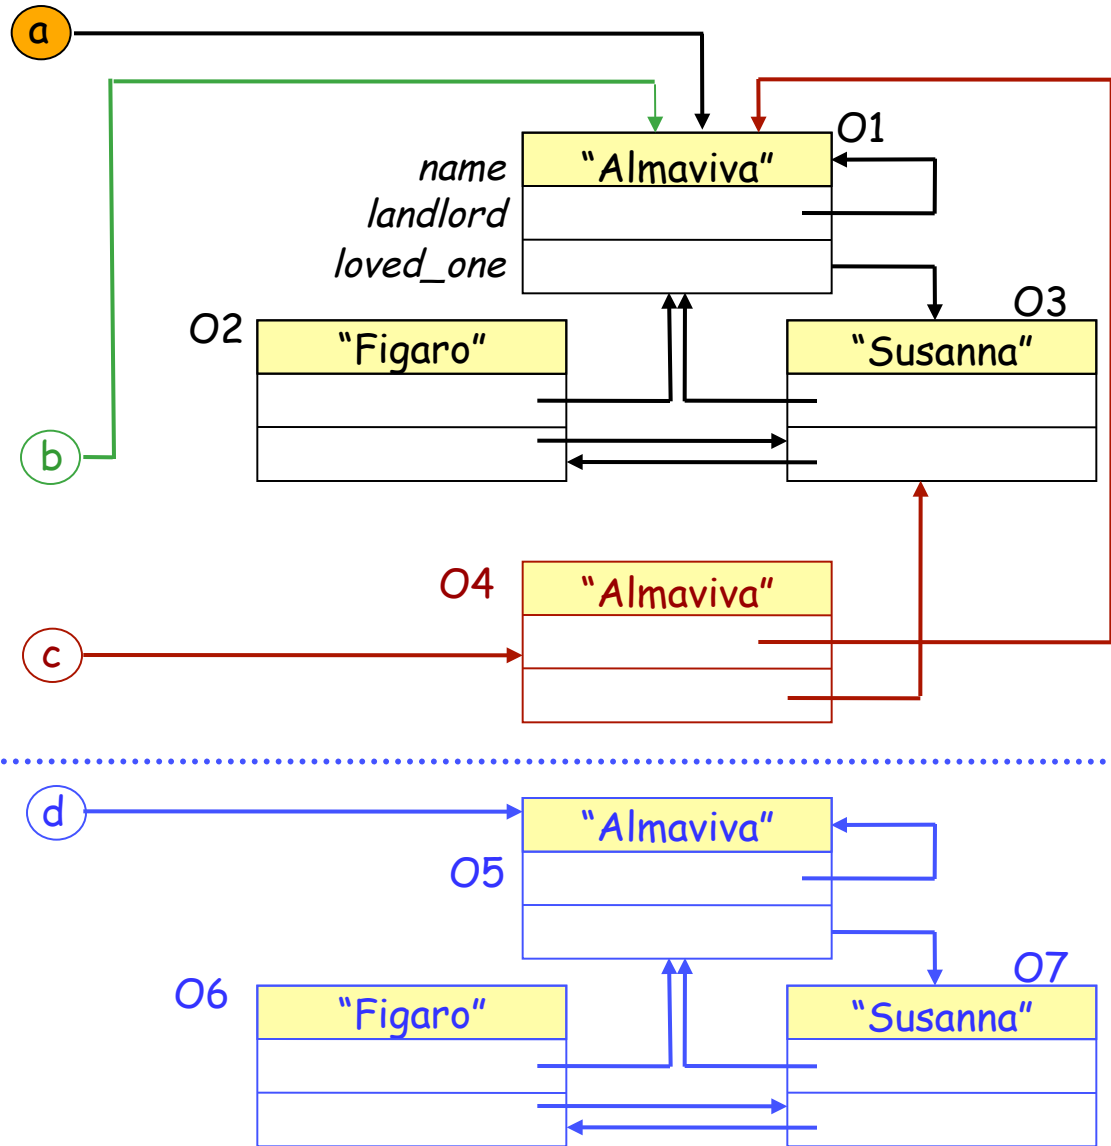 a
O1
name
“Almaviva”
landlord
loved_one
O2
O3
“Figaro”
“Susanna”
b
O4
“Almaviva”
c
d
“Almaviva”
O5
O6
O7
“Figaro”
“Susanna”